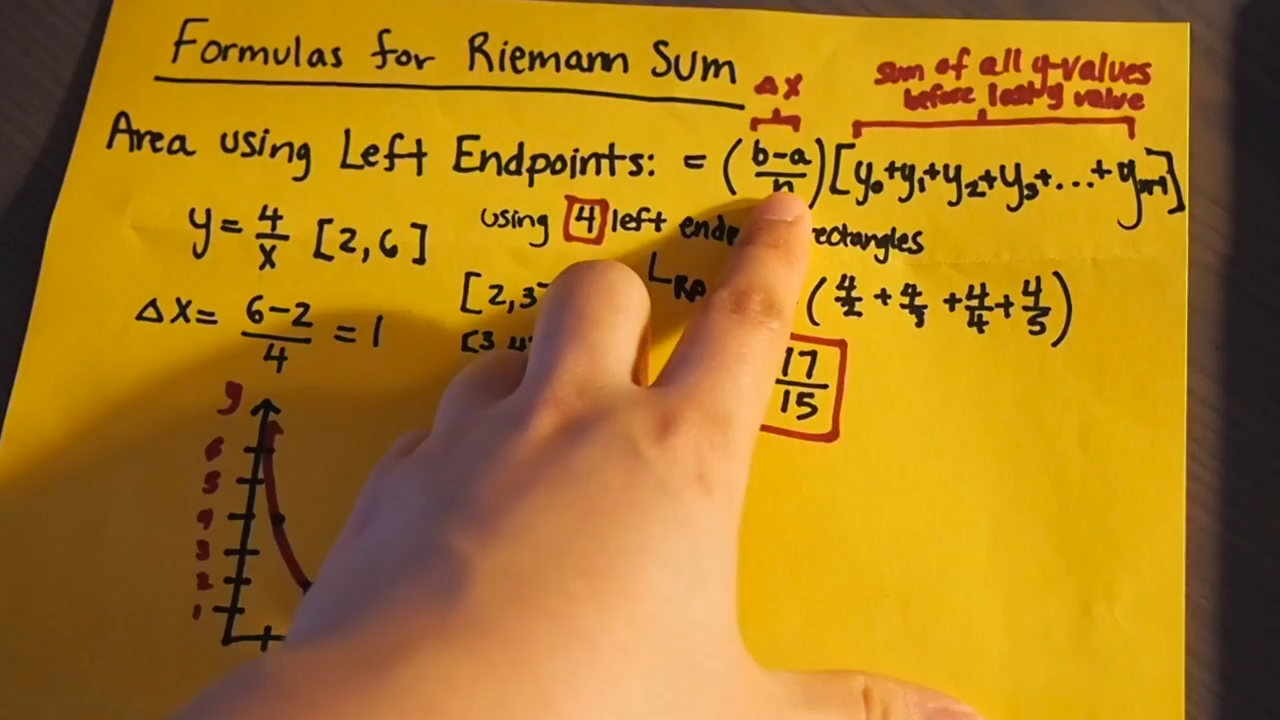 Formulas for Riemann Sum
Δx
sum of all y-values
before last y value
Area using Left Endpoints: = (b-a/n)[y₀+y₁+y₂+y₃+...+yₙ₋₁]
y=4/x [2,6]
using 4 left rectangles
Δx= 6-2/4 =1
[2,3
L (4/2+4/3+4/4+4/5)
[3
17/15
y
6
5
4
3
2
1